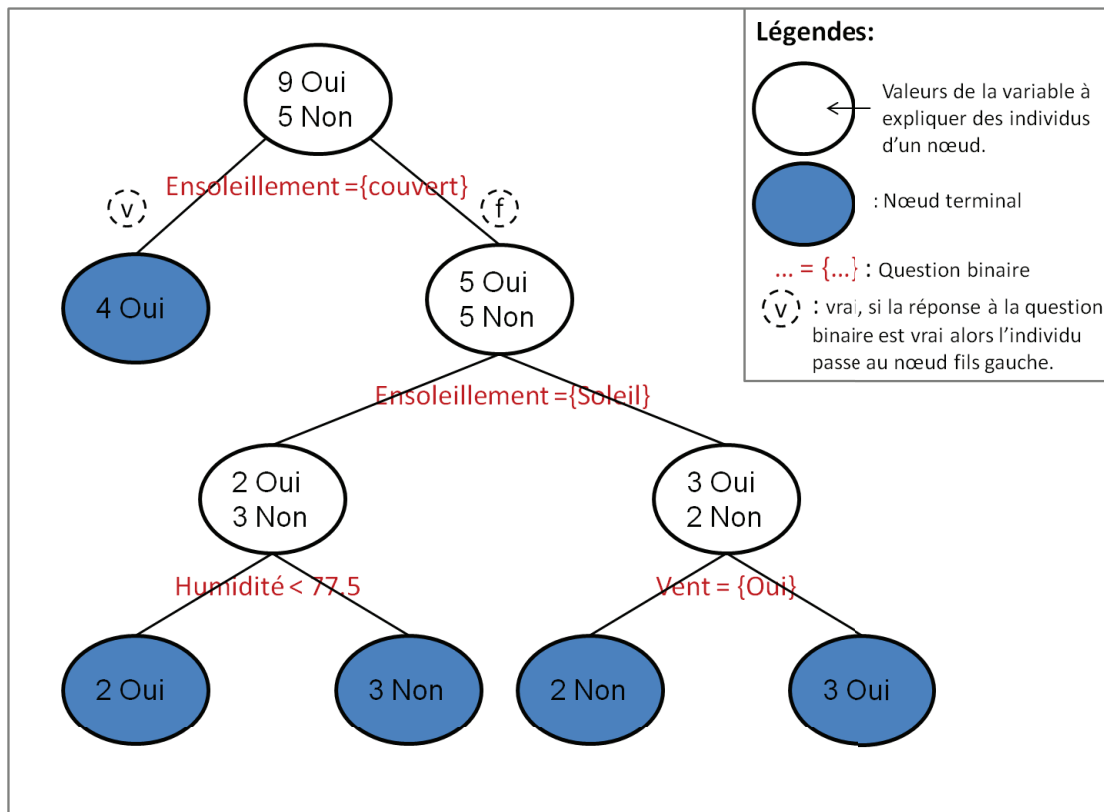 9 Oui
5 Non
Ensoleillement ={couvert}
v
f
4 Oui
5 Oui
5 Non
Ensoleillement ={Soleil}
2 Oui
3 Non
3 Oui
2 Non
Humidité < 77.5
Vent = {Oui}
2 Oui
3 Non
2 Non
3 Oui
Légendes:
Valeurs de la variable à
expliquer des individus
d'un nœud.
: Nœud terminal
... = {...} : Question binaire
v : vrai, si la réponse à la question
binaire est vrai alors l'individu
passe au nœud fils gauche.